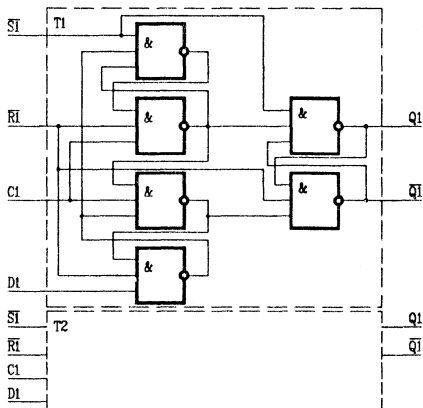 S̅1̅ T1
&
R̅1̅ & & Q1
C1 & & Q̅1̅
&
D1
S̅1̅ T2 Q1
R̅1̅ Q̅1̅
C1
D1